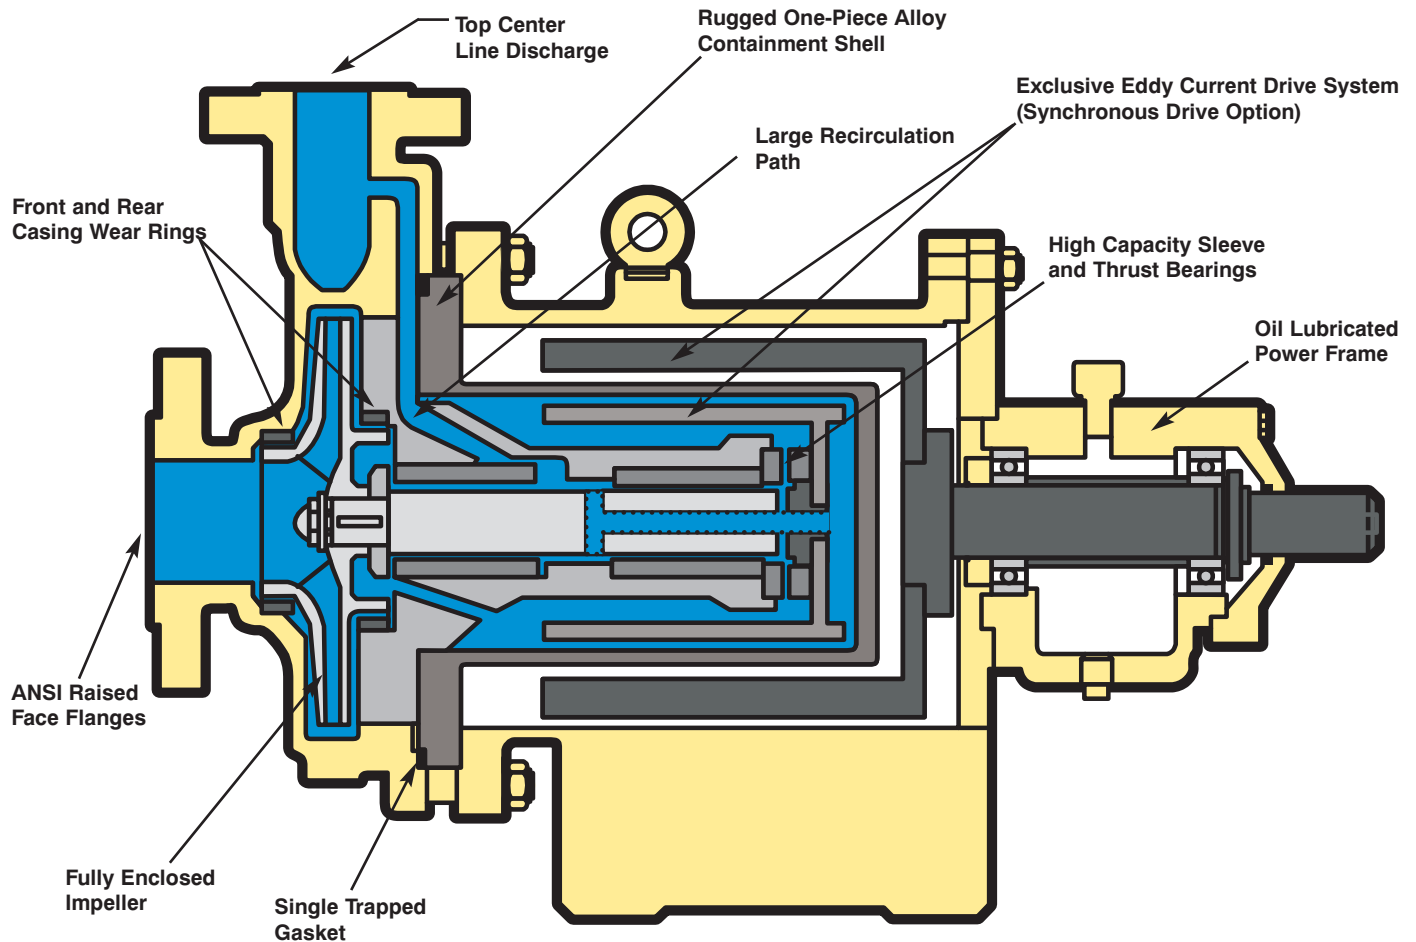 Top Center
Line Discharge
Rugged One-Piece Alloy
Containment Shell
Exclusive Eddy Current Drive System
(Synchronous Drive Option)
Large Recirculation
Path
Front and Rear
Casing Wear Rings
High Capacity Sleeve
and Thrust Bearings
Oil Lubricated
Power Frame
ANSI Raised
Face Flanges
Fully Enclosed
Impeller
Single Trapped
Gasket